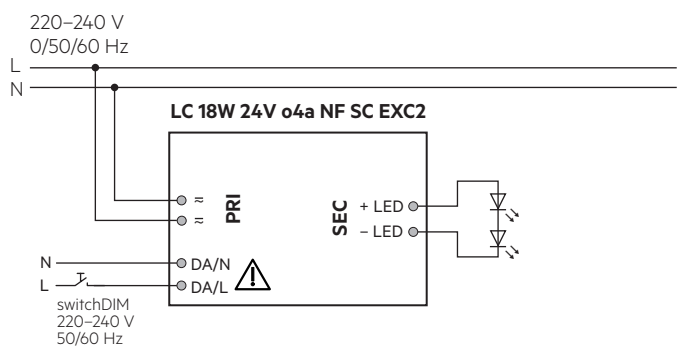 220–240 V
0/50/60 Hz
L
N
LC 18W 24V o4a NF SC EXC2
≂
≂
PRI
SEC
+ LED
– LED
N
DA/N
L
DA/L
switchDIM
220–240 V
50/60 Hz